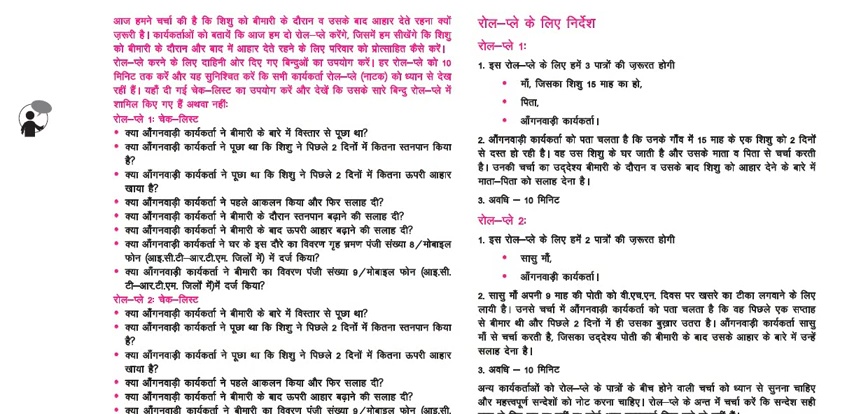 आज हमने चर्चा की है कि शिशु को बीमारी के दौरान व उसके बाद आहार देते रहना क्यों
ज़रूरी है। कार्यकर्ताओं को बतायें कि आज हम दो रोल–प्ले करेंगे, जिसमें हम सीखेंगे कि शिशु
को बीमारी के दौरान और बाद में आहार देते रहने के लिए परिवार को प्रोत्साहित कैसे करें।
रोल–प्ले करने के लिए दाहिनी ओर दिए गए बिन्दुओं का उपयोग करें। हर रोल–प्ले को 10
मिनिट तक करें और यह सुनिश्चित करें कि सभी कार्यकर्ता रोल–प्ले (नाटक) को ध्यान से देख
रहीं हैं। यहाँ दी गई चेक–लिस्ट का उपयोग करें और देखें कि उसके सारे बिन्दु रोल–प्ले में
शामिल किए गए हैं अथवा नहीं:
रोल–प्ले 1: चेक–लिस्ट
• क्या आँगनवाड़ी कार्यकर्ता ने बीमारी के बारे में विस्तार से पूछा था?
• क्या आँगनवाड़ी कार्यकर्ता ने पूछा था कि शिशु ने पिछले 2 दिनों में कितना स्तनपान किया
है?
• क्या आँगनवाड़ी कार्यकर्ता ने पूछा था कि शिशु ने पिछले 2 दिनों में कितना ऊपरी आहार
खाया है?
• क्या आँगनवाड़ी कार्यकर्ता ने पहले आकलन किया और फिर सलाह दी?
• क्या आँगनवाड़ी कार्यकर्ता ने बीमारी के दौरान स्तनपान बढ़ाने की सलाह दी?
• क्या आँगनवाड़ी कार्यकर्ता ने बीमारी के बाद ऊपरी आहार बढ़ाने की सलाह दी?
• क्या आँगनवाड़ी कार्यकर्ता ने घर के इस दौरे का विवरण गृह भ्रमण पंजी संख्या 8/मोबाइल
फोन (आइ.सी.टी–आर.टी.एम. जिलों में) में दर्ज किया?
• क्या आँगनवाड़ी कार्यकर्ता ने बीमारी का विवरण पंजी संख्या 9/मोबाइल फोन (आइ.सी.
टी–आर.टी.एम. जिलों में)में दर्ज किया?
रोल–प्ले 2: चेक–लिस्ट
• क्या आँगनवाड़ी कार्यकर्ता ने बीमारी के बारे में विस्तार से पूछा था?
• क्या आँगनवाड़ी कार्यकर्ता ने पूछा था कि शिशु ने पिछले 2 दिनों में कितना स्तनपान किया
है?
• क्या आँगनवाड़ी कार्यकर्ता ने पूछा था कि शिशु ने पिछले 2 दिनों में कितना ऊपरी आहार
खाया है?
• क्या आँगनवाड़ी कार्यकर्ता ने पहले आकलन किया और फिर सलाह दी?
• क्या आँगनवाड़ी कार्यकर्ता ने बीमारी के बाद ऊपरी आहार बढ़ाने की सलाह दी?
• क्या आँगनवाड़ी कार्यकर्ता ने बीमारी का विवरण पंजी संख्या 9/मोबाइल फोन (आइ.सी.
रोल–प्ले के लिए निर्देश
रोल–प्ले 1:
1. इस रोल–प्ले के लिए हमें 3 पात्रों की ज़रूरत होगी
• माँ, जिसका शिशु 15 माह का हो,
• पिता,
• आँगनवाड़ी कार्यकर्ता।
2. आँगनवाड़ी कार्यकर्ता को पता चलता है कि उनके गाँव में 15 माह के एक शिशु को 2 दिनों
से दस्त हो रही है। वह उस शिशु के घर जाती है और उसके माता व पिता से चर्चा करती
है। उनकी चर्चा का उद्देश्य बीमारी के दौरान व उसके बाद शिशु को आहार देने के बारे में
माता–पिता को सलाह देना है।
3. अवधि – 10 मिनिट
रोल–प्ले 2:
1. इस रोल–प्ले के लिए हमें 2 पात्रों की ज़रूरत होगी
• सासु माँ,
• आँगनवाड़ी कार्यकर्ता।
2. सासु माँ अपनी 9 माह की पोती को वी.एच.एन. दिवस पर खसरे का टीका लगवाने के लिए
लायी है। उनसे चर्चा में आँगनवाड़ी कार्यकर्ता को पता चलता है कि वह पिछले एक सप्ताह
से बीमार थी और पिछले 2 दिनों में ही उसका बुख़ार उतरा है। आँगनवाड़ी कार्यकर्ता सासु
माँ से चर्चा करती है, जिसका उद्देश्य पोती की बीमारी के बाद उसके आहार के बारे में उन्हें
सलाह देना है।
3. अवधि – 10 मिनिट
अन्य कार्यकर्ताओं को रोल–प्ले के पात्रों के बीच होने वाली चर्चा को ध्यान से सुनना चाहिए
और महत्त्वपूर्ण सन्देशों को नोट करना चाहिए। रोल–प्ले के अन्त में चर्चा करें कि सन्देश सही